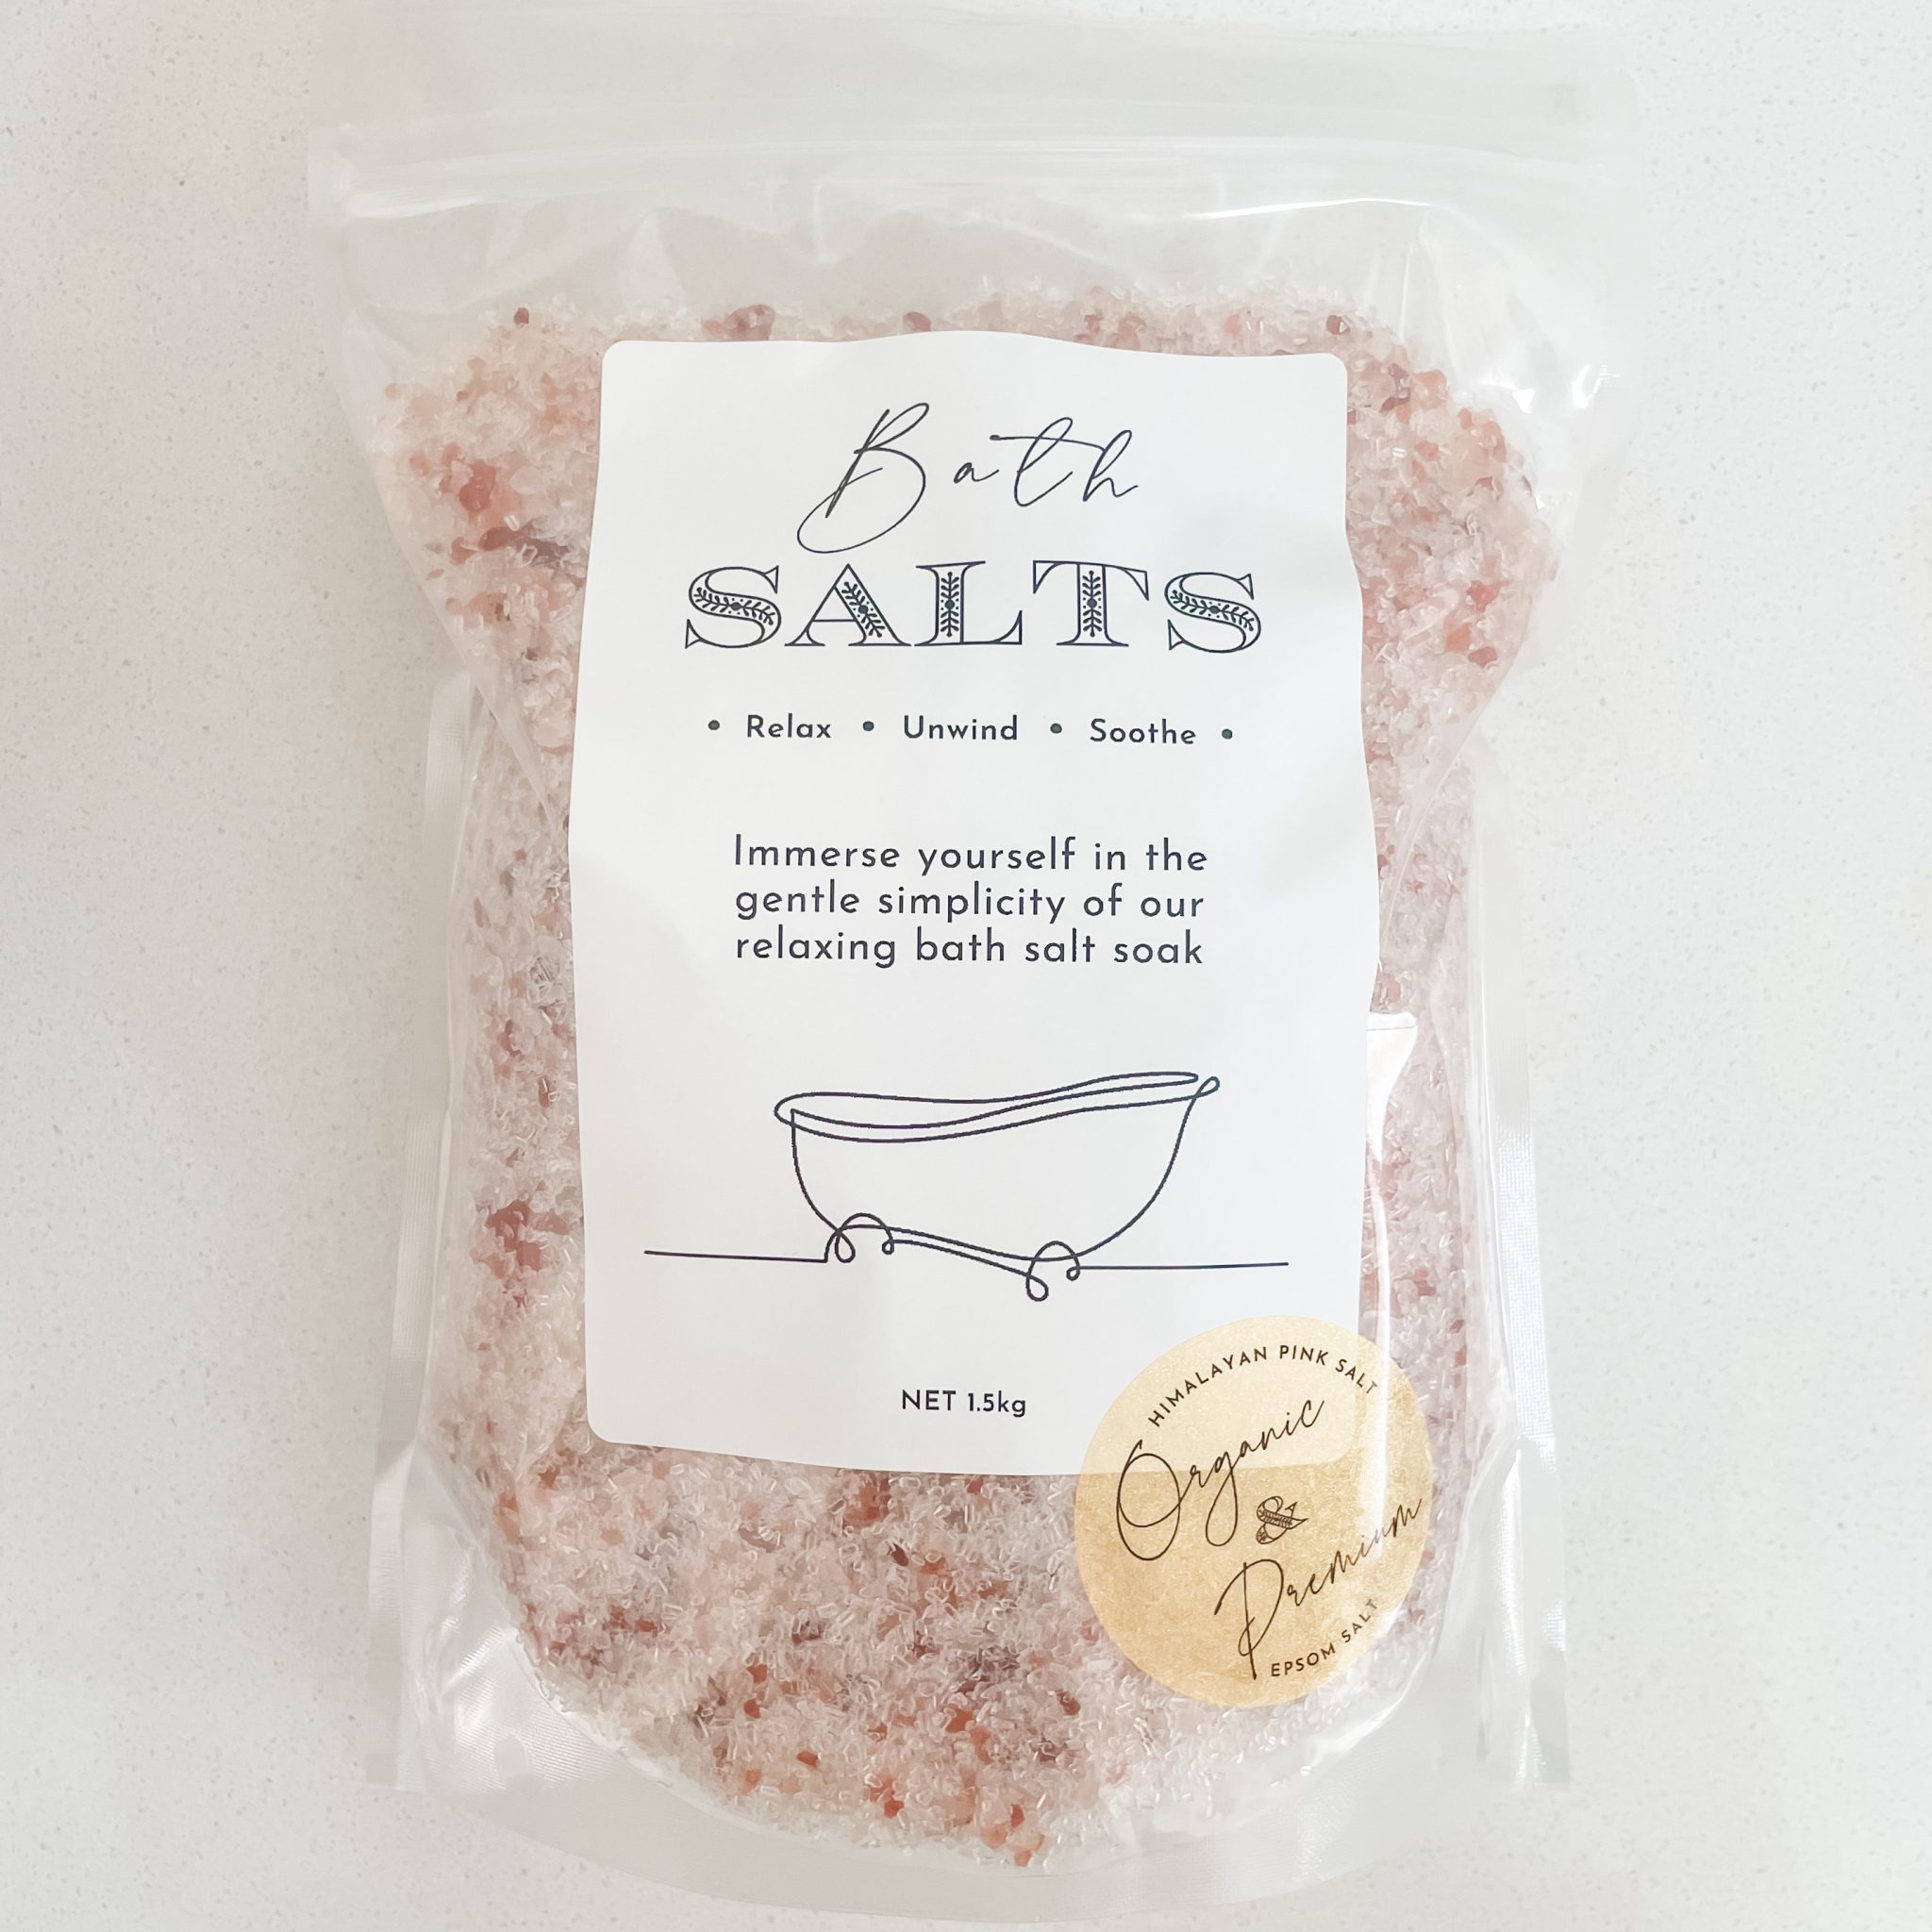 Bath
SALTS
• Relax • Unwind • Soothe •
Immerse yourself in the
gentle simplicity of our
relaxing bath salt soak
NET 1.5kg
HIMALAYAN PINK SALT
Organic
&
Premium
EPSOM SALT